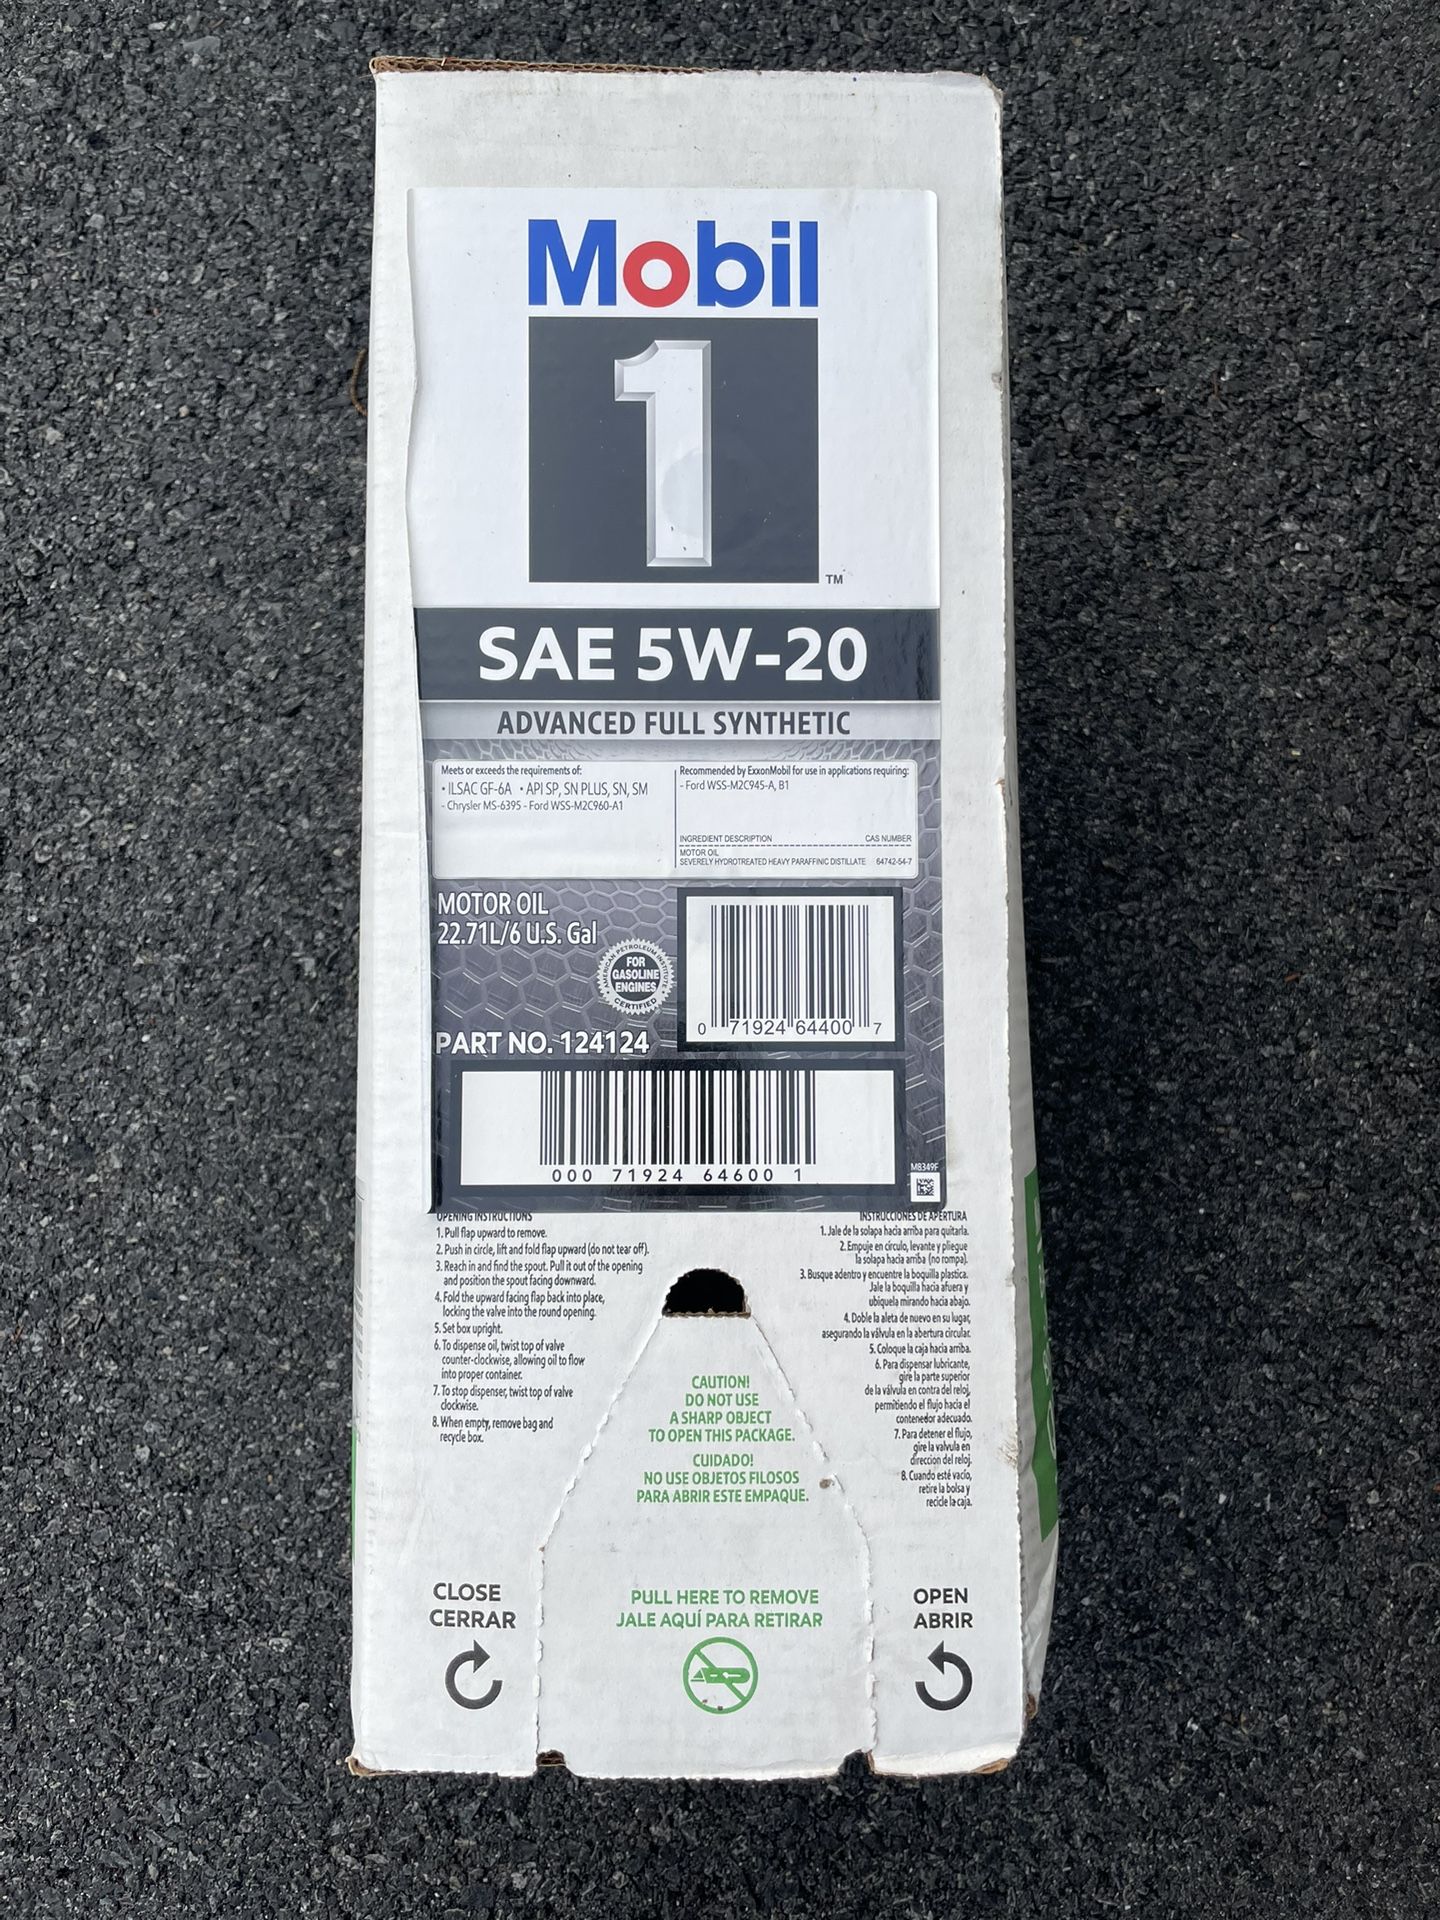 Mobil
1
TM
SAE 5W-20
ADVANCED FULL SYNTHETIC
Meets or exceeds the requirements of:
• ILSAC GF-6A • API SP, SN PLUS, SN, SM
- Chrysler MS-6395 - Ford WSS-M2C960-A1
Recommended by ExxonMobil for use in applications requiring:
- Ford WSS-M2C945-A, B1
INGREDIENT DESCRIPTION CAS NUMBER
MOTOR OIL
SEVERELY HYDROTREATED HEAVY PARAFFINIC DISTILLATE 64742-54-7
MOTOR OIL
22.71L/6 U.S. Gal
AMERICAN PETROLEUM INSTITUTE
FOR
GASOLINE
ENGINES
CERTIFIED
PART NO. 124124
0 71924 64400 7
000 71924 64600 1
M8349F
OPENING INSTRUCTIONS
1. Pull flap upward to remove.
2. Push in circle, lift and fold flap upward (do not tear off).
3. Reach in and find the spout. Pull it out of the opening
and position the spout facing downward.
4. Fold the upward facing flap back into place,
locking the valve into the round opening.
5. Set box upright.
6. To dispense oil, twist top of valve
counter-clockwise, allowing oil to flow
into proper container.
7. To stop dispenser, twist top of valve
clockwise.
8. When empty, remove bag and
recycle box.
INSTRUCCIONES DE APERTURA
1. Jale de la solapa hacia arriba para quitarla.
2. Empuje en círculo, levante y pliegue
la solapa hacia arriba (no rompa).
3. Busque adentro y encuentre la boquilla plastica.
Jale la boquilla hacia afuera y
ubiquela mirando hacia abajo.
4. Doble la aleta de nuevo en su lugar,
asegurando la válvula en la abertura circular.
5. Coloque la caja hacia arriba.
6. Para dispensar lubricante,
gire la parte superior
de la válvula en contra del reloj,
permitiendo el flujo hacia el
contenedor adecuado.
7. Para detener el flujo,
gire la valvula en
direccion del reloj.
8. Cuando esté vacío,
retire la bolsa y
recicle la caja.
CAUTION!
DO NOT USE
A SHARP OBJECT
TO OPEN THIS PACKAGE.
CUIDADO!
NO USE OBJETOS FILOSOS
PARA ABRIR ESTE EMPAQUE.
CLOSE
CERRAR
PULL HERE TO REMOVE
JALE AQUÍ PARA RETIRAR
OPEN
ABRIR